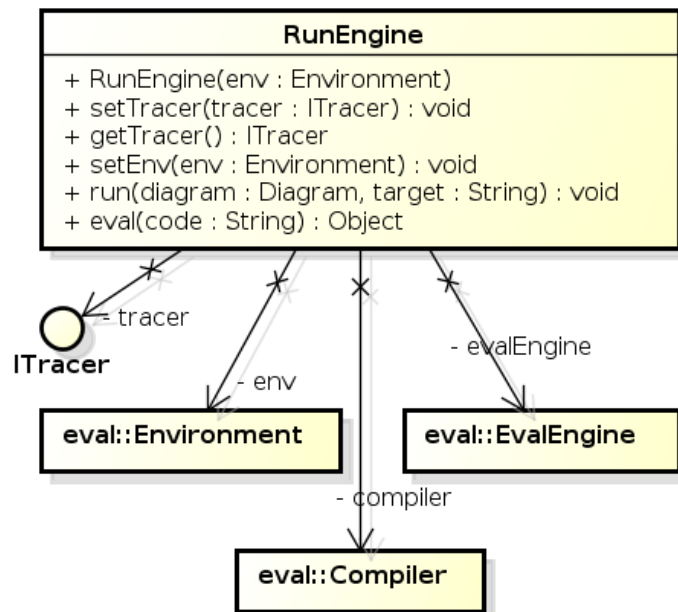 RunEngine
+ RunEngine(env : Environment)
+ setTracer(tracer : ITracer) : void
+ getTracer() : ITracer
+ setEnv(env : Environment) : void
+ run(diagram : Diagram, target : String) : void
+ eval(code : String) : Object
- tracer
ITracer
- evalEngine
- env
eval::Environment
eval::EvalEngine
- compiler
eval::Compiler